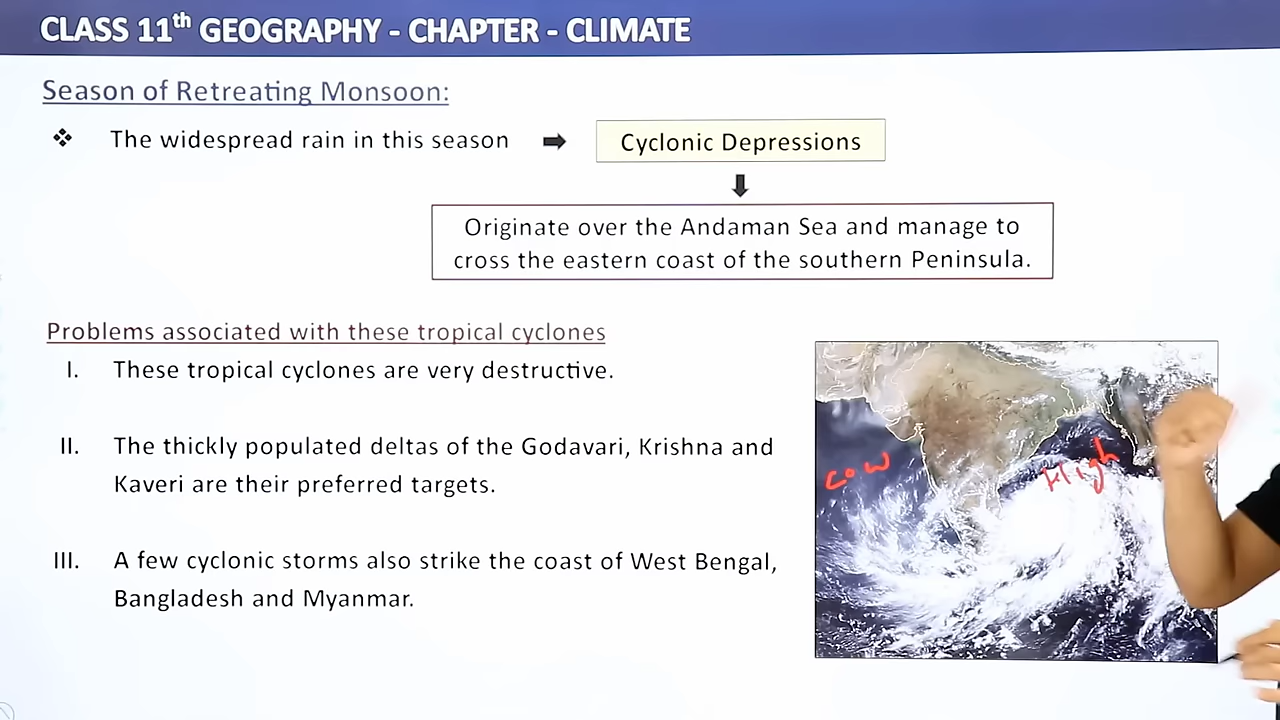 CLASS 11th GEOGRAPHY - CHAPTER - CLIMATE
Season of Retreating Monsoon:
❖ The widespread rain in this season ➡ Cyclonic Depressions
Originate over the Andaman Sea and manage to
cross the eastern coast of the southern Peninsula.
Problems associated with these tropical cyclones
I. These tropical cyclones are very destructive.
II. The thickly populated deltas of the Godavari, Krishna and
Kaveri are their preferred targets.
III. A few cyclonic storms also strike the coast of West Bengal,
Bangladesh and Myanmar.
Low
High